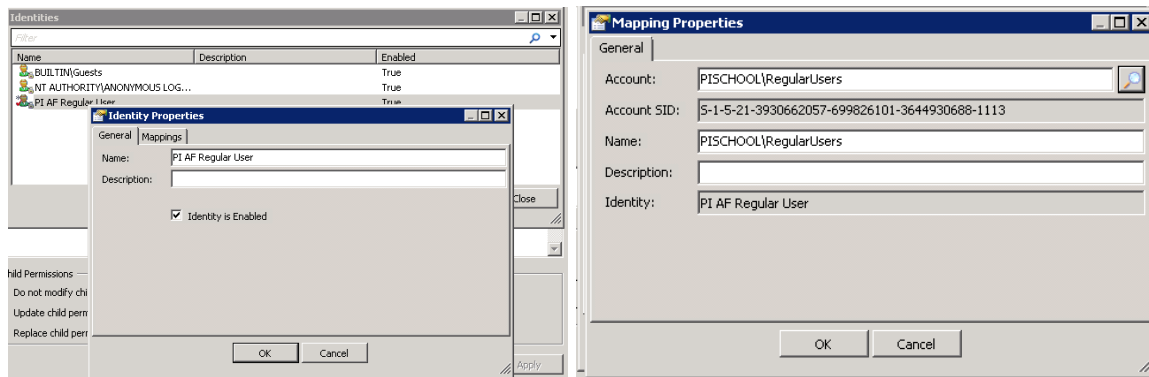 Identities
Filter
Name Description Enabled
BUILTIN\Guests True
NT AUTHORITY\ANONYMOUS LOG... True
PI AF Regular User True
Identity Properties
General Mappings
Name: PI AF Regular User
Description:
Identity is Enabled
Close
hild Permissions
Do not modify chi
Update child perm
Replace child perr
OK Cancel
Apply
Mapping Properties
General
Account: PISCHOOL\RegularUsers
Account SID: S-1-5-21-3930662057-699826101-3644930688-1113
Name: PISCHOOL\RegularUsers
Description:
Identity: PI AF Regular User
OK Cancel